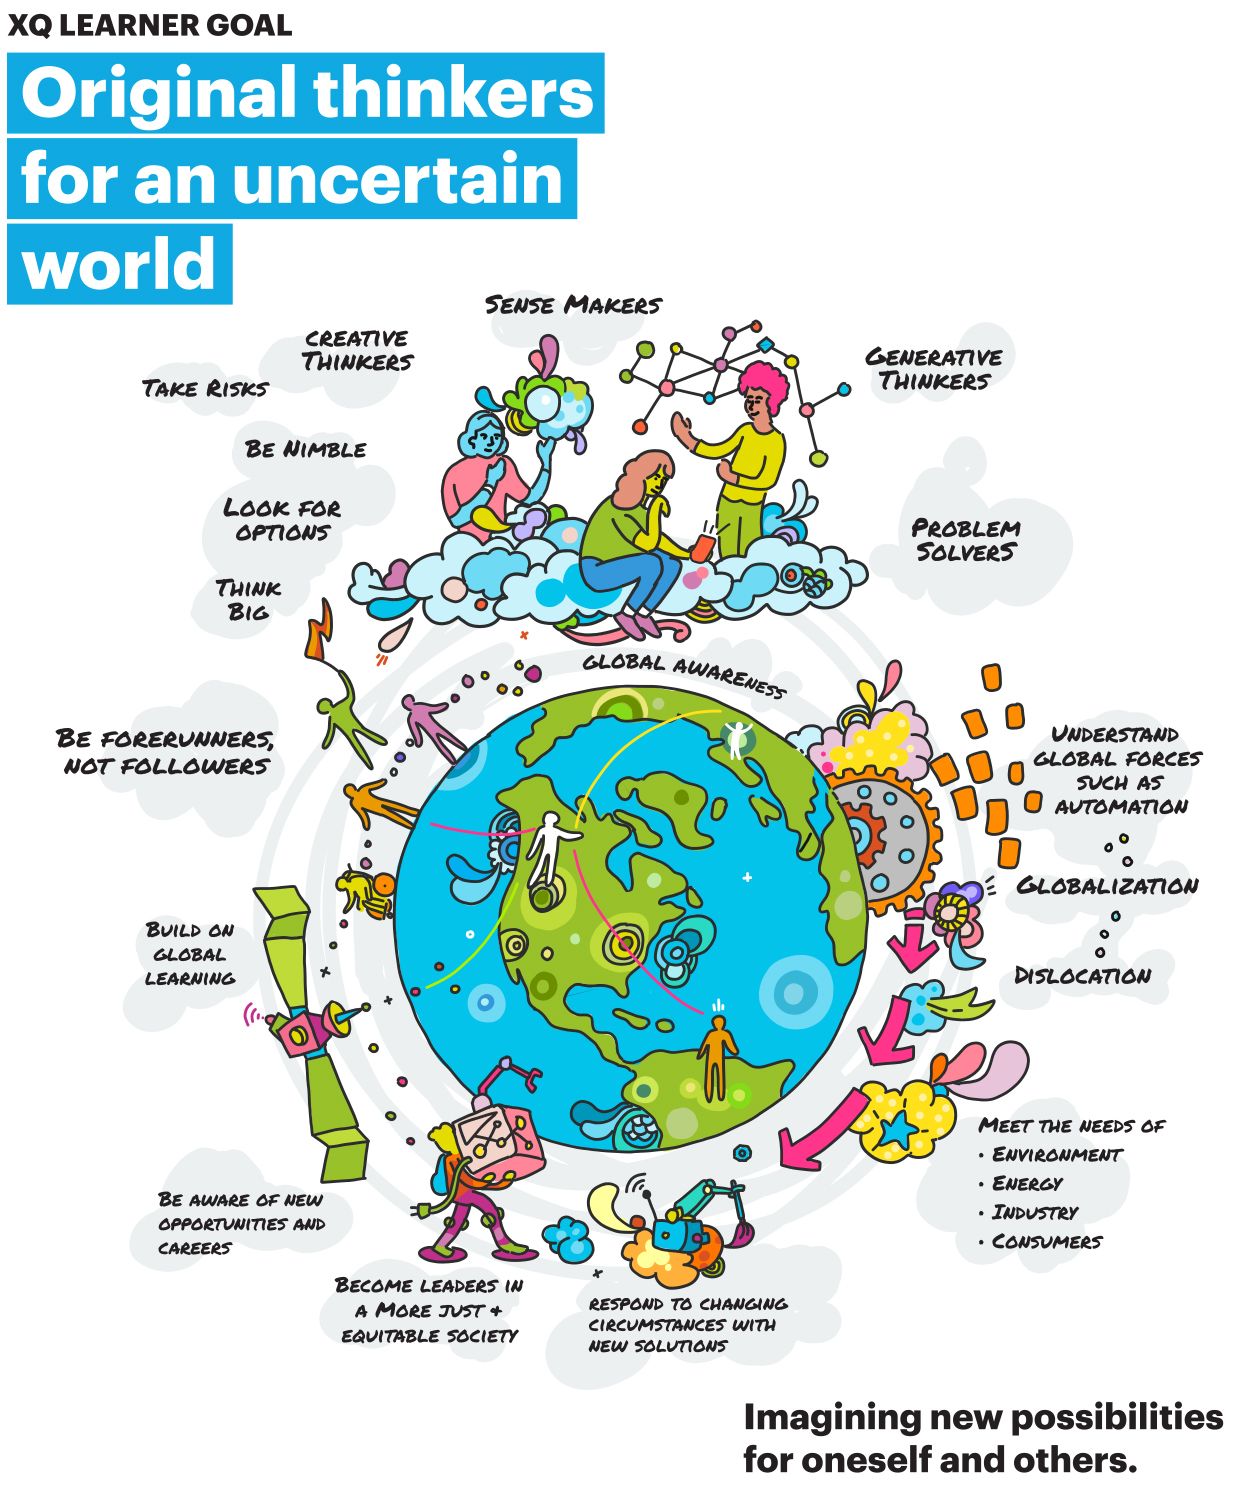 XQ LEARNER GOAL
Original thinkers
for an uncertain
world
SENSE MAKERS
CREATIVE
THINKERS
TAKE RISKS
GENERATIVE
THINKERS
BE NIMBLE
LOOK FOR
OPTIONS
PROBLEM
SOLVERS
THINK
BIG
GLOBAL AWARENESS
BE FORERUNNERS,
NOT FOLLOWERS
UNDERSTAND
GLOBAL FORCES
SUCH AS
AUTOMATION
GLOBALIZATION
DISLOCATION
BUILD ON
GLOBAL
LEARNING
MEET THE NEEDS OF
• ENVIRONMENT
• ENERGY
• INDUSTRY
• CONSUMERS
BE AWARE OF NEW
OPPORTUNITIES AND
CAREERS
BECOME LEADERS IN
A MORE JUST +
EQUITABLE SOCIETY
RESPOND TO CHANGING
CIRCUMSTANCES WITH
NEW SOLUTIONS
Imagining new possibilities
for oneself and others.